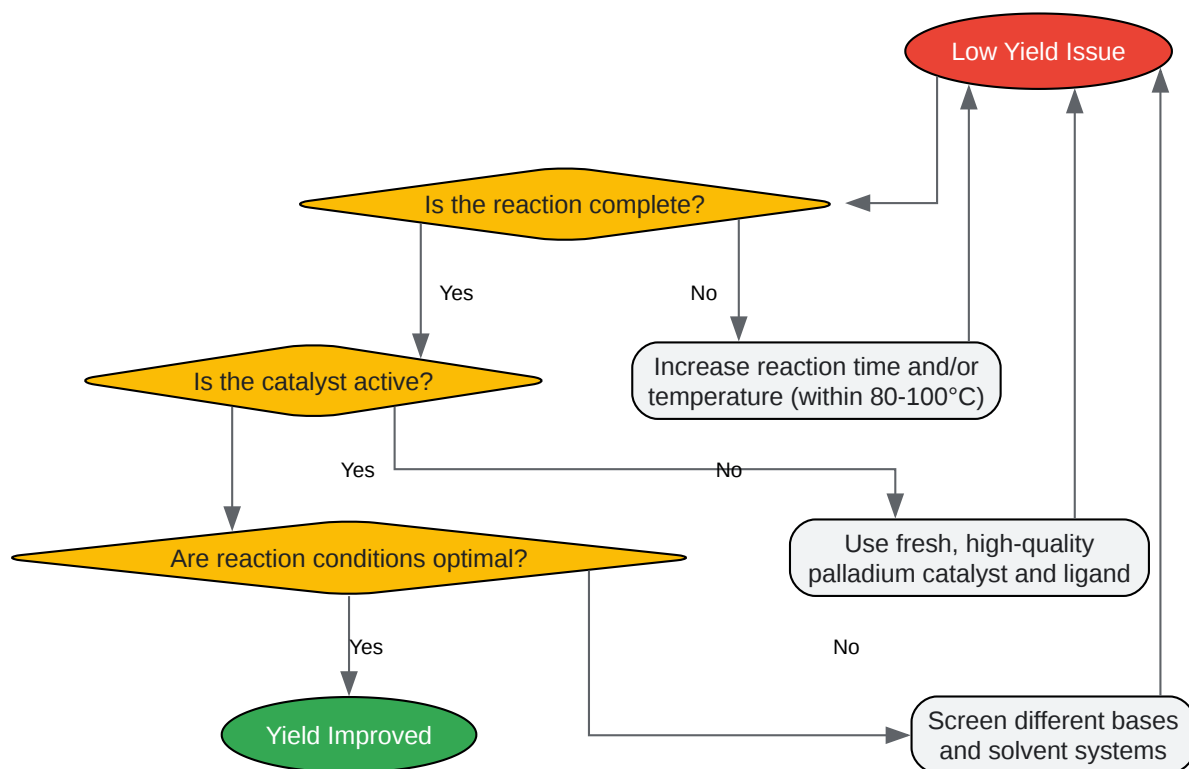 Low Yield Issue
Is the reaction complete?
Yes
No
Increase reaction time and/or
temperature (within 80-100°C)
Is the catalyst active?
Yes
No
Use fresh, high-quality
palladium catalyst and ligand
Are reaction conditions optimal?
Yes
No
Yield Improved
Screen different bases
and solvent systems